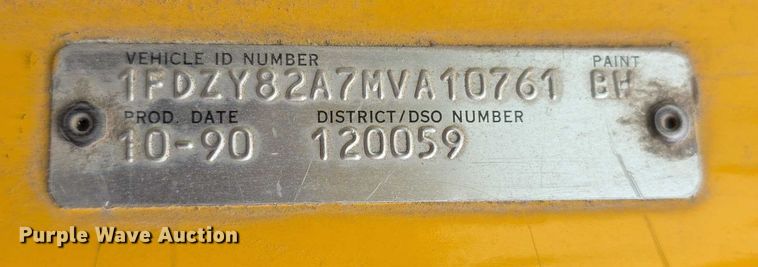 VEHICLE ID NUMBER PAINT
1FDZY82A7MVA10761 BH
PROD. DATE DISTRICT/DSO NUMBER
10-90 120059
Purple Wave Auction